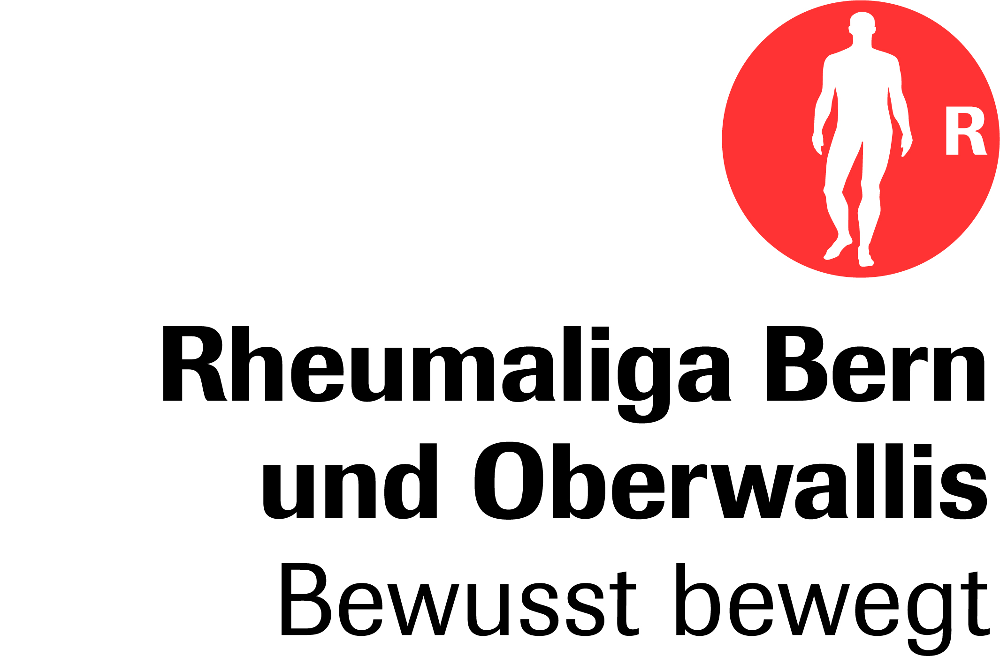 R
Rheumaliga Bern
und Oberwallis
Bewusst bewegt